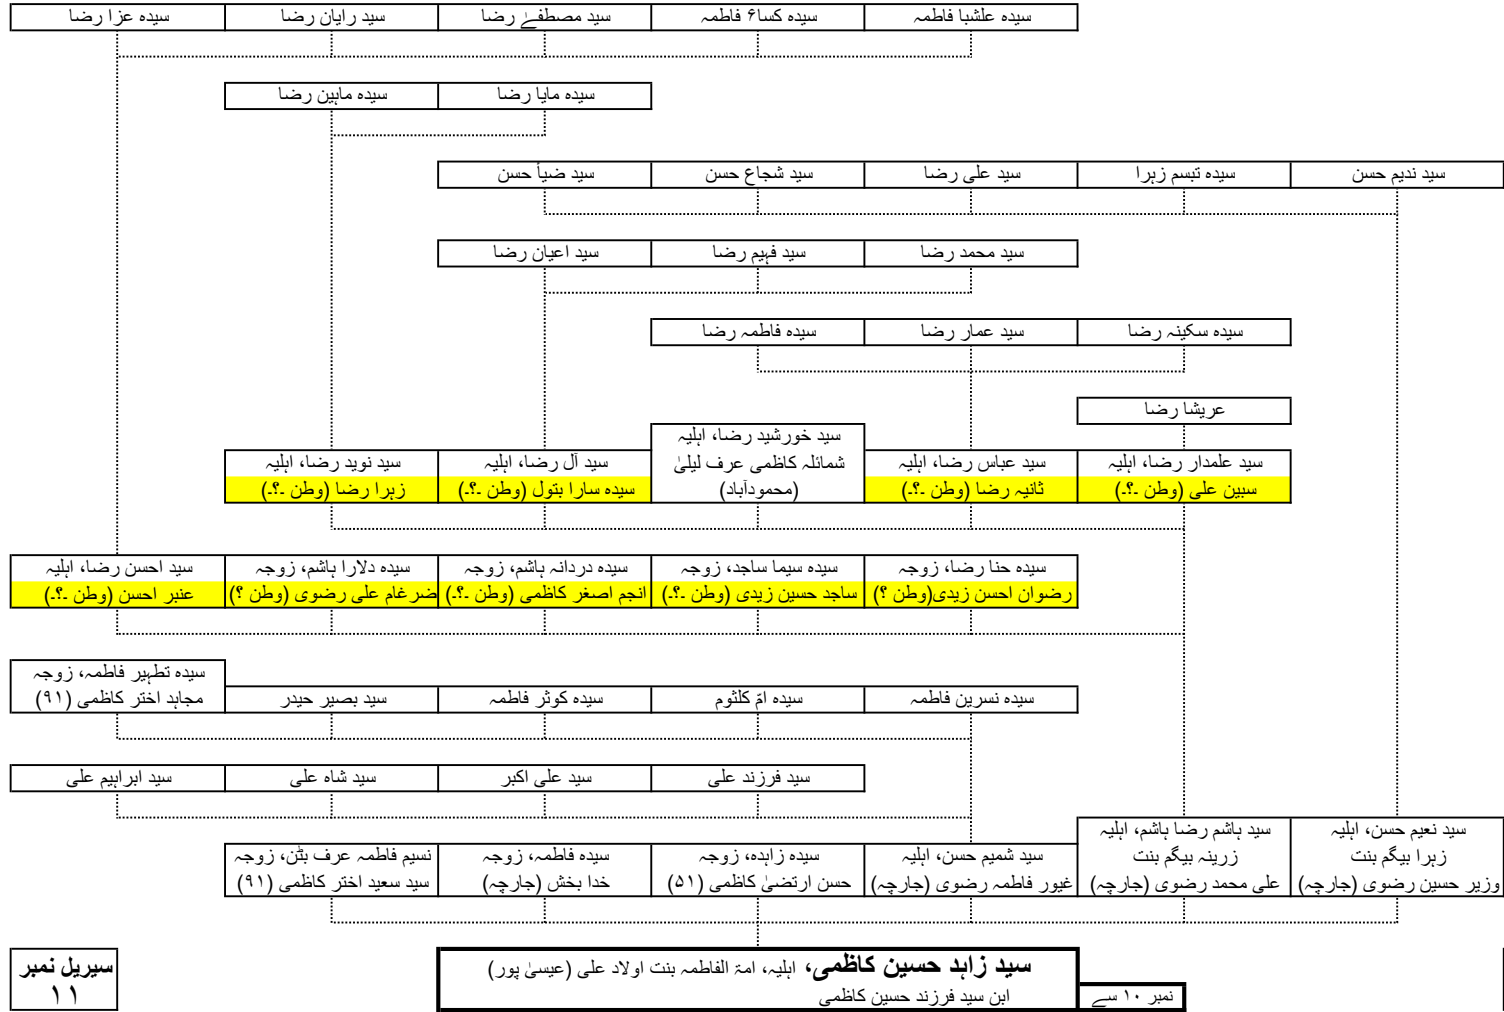 سیدہ علشبا فاطمہ
سیدہ کساء فاطمہ
سید مصطفےٰ رضا
سید رایان رضا
سیدہ عزا رضا
سیدہ مایا رضا
سیدہ ماہین رضا
سید ندیم حسن
سیدہ تبسم زہرا
سید علی رضا
سید شجاع حسن
سید ضیأ حسن
سید محمد رضا
سید فہیم رضا
سید اعیان رضا
سیدہ سکینہ رضا
سید عمار رضا
سیدہ فاطمہ رضا
عریشا رضا
سید علمدار رضا، اہلیہ
سبین علی (وطن ۔؟۔)
سید عباس رضا، اہلیہ
ثانیہ رضا (وطن ۔؟۔)
سید خورشید رضا، اہلیہ
شمائلہ کاظمی عرف لیلیٰ
(محمودآباد)
سید آل رضا، اہلیہ
سیدہ سارا بتول (وطن ۔؟۔)
سید نوید رضا، اہلیہ
زہرا رضا (وطن ۔؟۔)
سیدہ حنا رضا، زوجہ
رضوان احسن زیدی(وطن ؟)
سیدہ سیما ساجد، زوجہ
ساجد حسین زیدی (وطن ۔؟۔)
سیدہ دردانہ ہاشم، زوجہ
انجم اصغر کاظمی (وطن ۔؟۔)
سیدہ دلارا ہاشم، زوجہ
ضرغام علی رضوی (وطن ؟)
سید احسن رضا، اہلیہ
عنبر احسن (وطن ۔؟۔)
سیدہ نسرین فاطمہ
سیدہ امّ کلثوم
سیدہ کوثر فاطمہ
سید بصیر حیدر
سیدہ تطہیر فاطمہ، زوجہ
مجاہد اختر کاظمی (۹۱)
سید فرزند علی
سید علی اکبر
سید شاہ علی
سید ابراہیم علی
سید نعیم حسن، اہلیہ
زہرا بیگم بنت
وزیر حسین رضوی (جارچہ)
سید ہاشم رضا ہاشم، اہلیہ
زرینہ بیگم بنت
علی محمد رضوی (جارچہ)
سید شمیم حسن، اہلیہ
غیور فاطمہ رضوی (جارچہ)
سیدہ زاہدہ، زوجہ
حسن ارتضیٰ کاظمی (۵۱)
سیدہ فاطمہ، زوجہ
خدا بخش (جارچہ)
نسیم فاطمہ عرف بٹن، زوجہ
سید سعید اختر کاظمی (۹۱)
نمبر ۱۰ سے
سید زاہد حسین کاظمی، اہلیہ، امۃ الفاطمہ بنت اولاد علی (عیسیٰ پور)
ابن سید فرزند حسین کاظمی
سیریل نمبر
۱۱